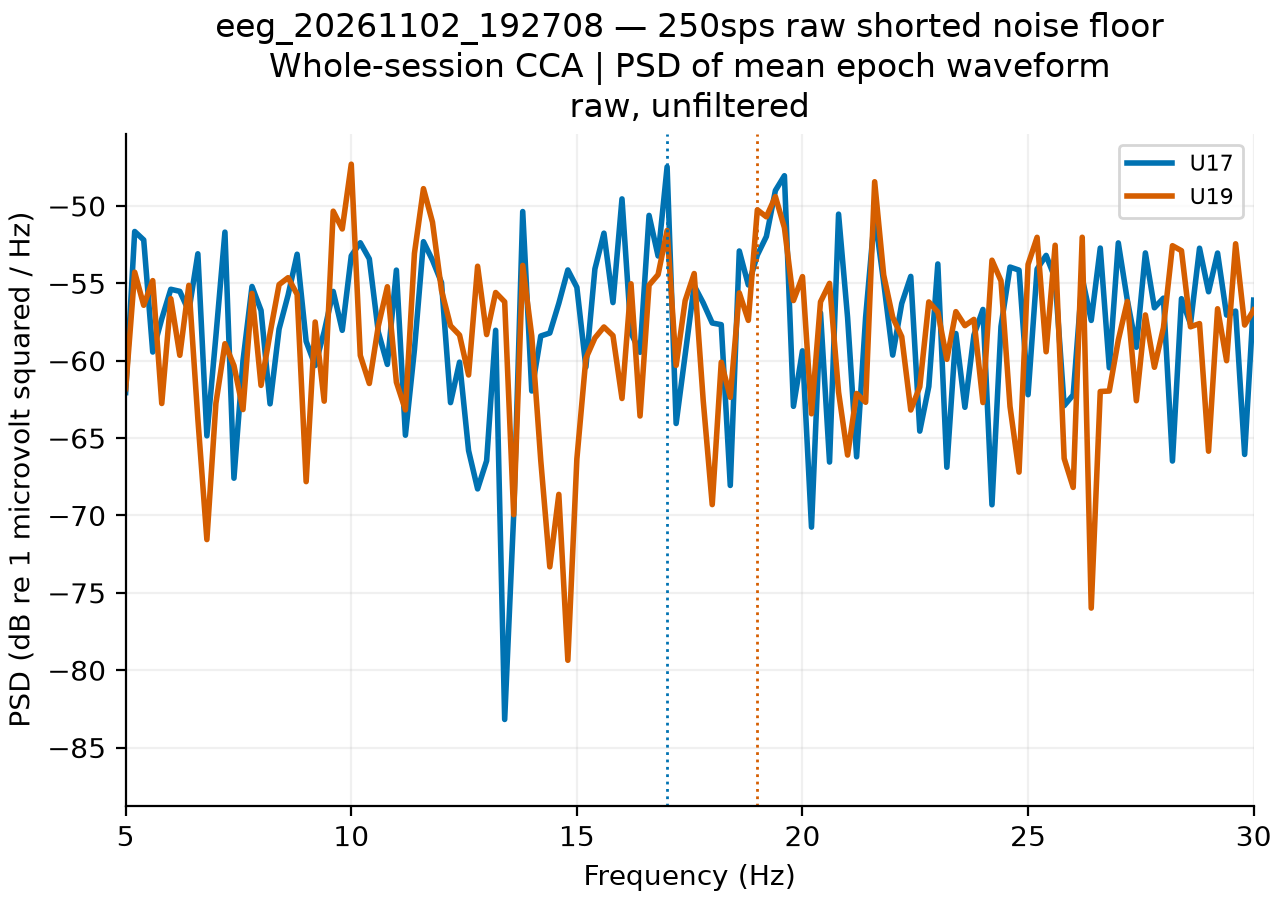 eeg_20261102_192708 — 250sps raw shorted noise floor
Whole-session CCA | PSD of mean epoch waveform
raw, unfiltered
U17
U19
PSD (dB re 1 microvolt squared / Hz)
−50
−55
−60
−65
−70
−75
−80
−85
5
10
15
20
25
30
Frequency (Hz)